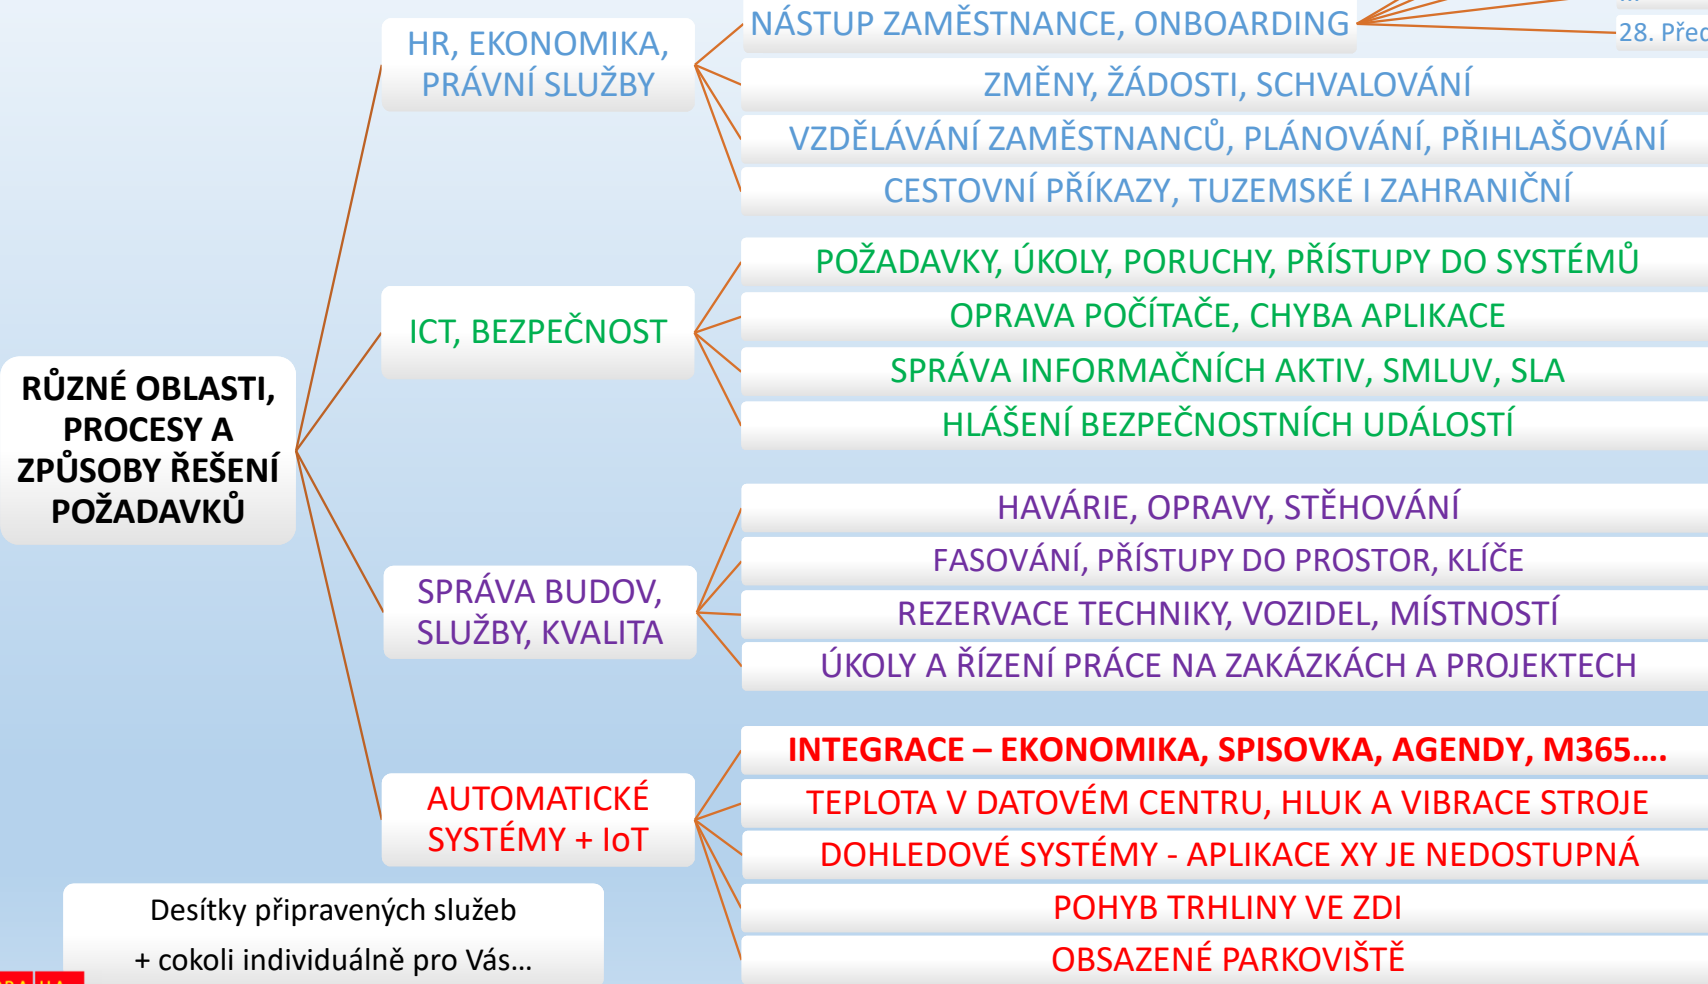 RŮZNÉ OBLASTI,
PROCESY A
ZPŮSOBY ŘEŠENÍ
POŽADAVKŮ
HR, EKONOMIKA,
PRÁVNÍ SLUŽBY
NÁSTUP ZAMĚSTNANCE, ONBOARDING
...
28.
ZMĚNY, ŽÁDOSTI, SCHVALOVÁNÍ
VZDĚLÁVÁNÍ ZAMĚSTNANCŮ, PLÁNOVÁNÍ, PŘIHLAŠOVÁNÍ
CESTOVNÍ PŘÍKAZY, TUZEMSKÉ I ZAHRANIČNÍ
ICT, BEZPEČNOST
POŽADAVKY, ÚKOLY, PORUCHY, PŘÍSTUPY DO SYSTÉMŮ
OPRAVA POČÍTAČE, CHYBA APLIKACE
SPRÁVA INFORMAČNÍCH AKTIV, SMLUV, SLA
HLÁŠENÍ BEZPEČNOSTNÍCH UDÁLOSTÍ
SPRÁVA BUDOV,
SLUŽBY, KVALITA
HAVÁRIE, OPRAVY, STĚHOVÁNÍ
FASOVÁNÍ, PŘÍSTUPY DO PROSTOR, KLÍČE
REZERVACE TECHNIKY, VOZIDEL, MÍSTNOSTÍ
ÚKOLY A ŘÍZENÍ PRÁCE NA ZAKÁZKÁCH A PROJEKTECH
AUTOMATICKÉ
SYSTÉMY + IoT
INTEGRACE – EKONOMIKA, SPISOVKA, AGENDY, M365....
TEPLOTA V DATOVÉM CENTRU, HLUK A VIBRACE STROJE
DOHLEDOVÉ SYSTÉMY - APLIKACE XY JE NEDOSTUPNÁ
POHYB TRHLINY VE ZDI
OBSAZENÉ PARKOVIŠTĚ
Desítky připravených služeb
+ cokoli individuálně pro Vás...